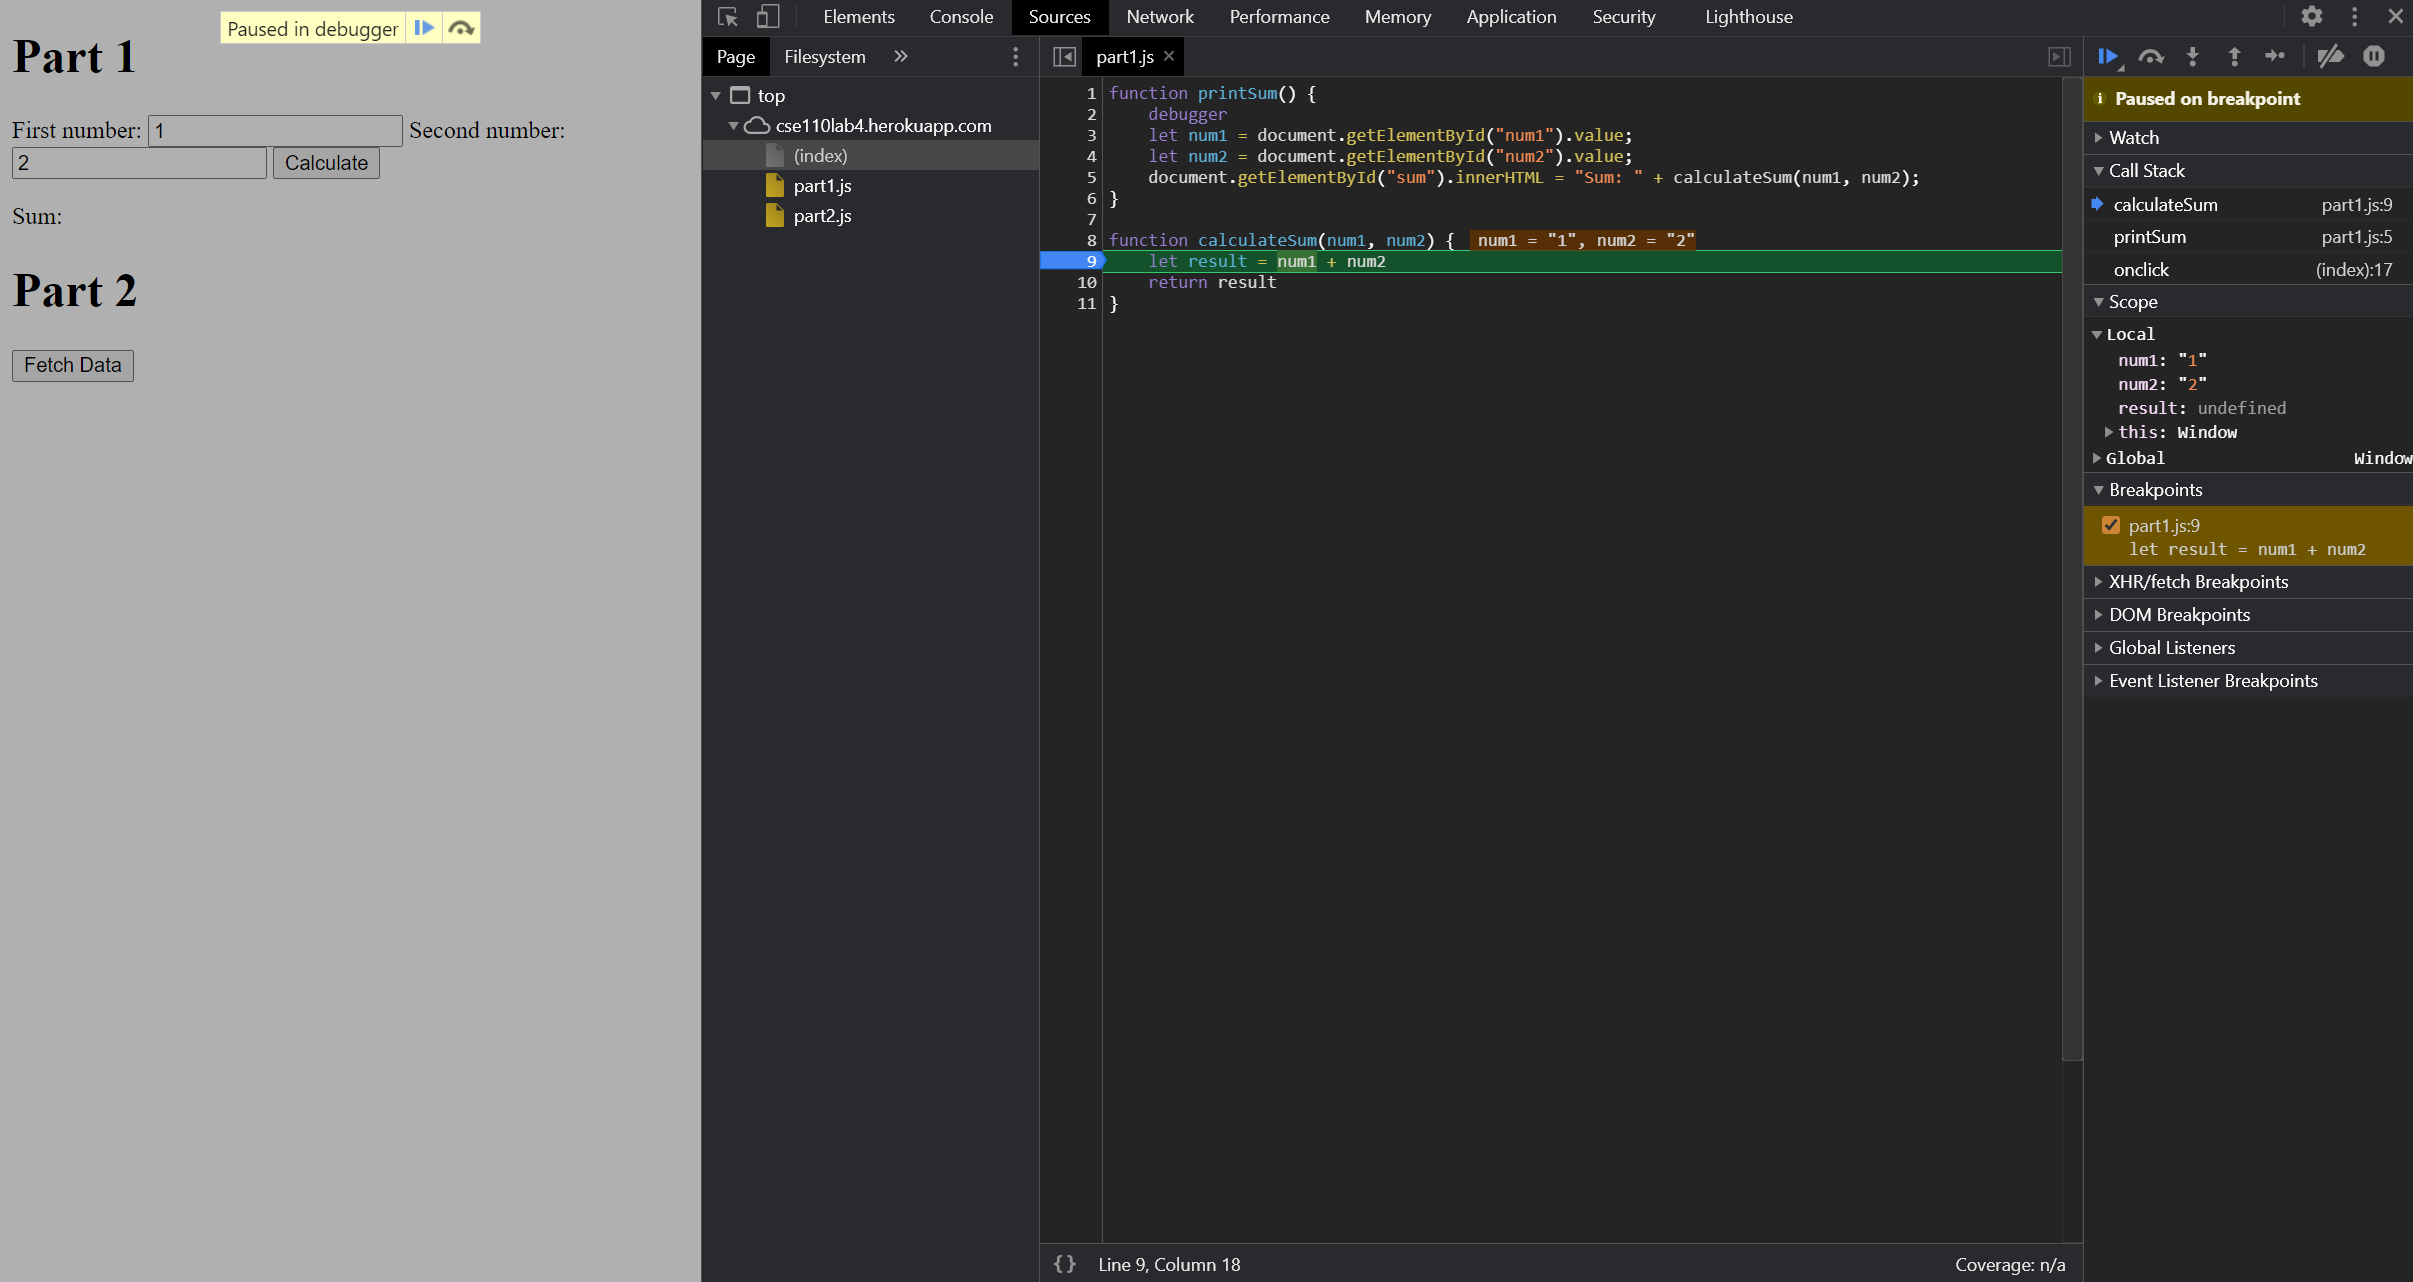 Paused in debugger
Part 1
First number: 1 Second number:
2 Calculate
Sum:
Part 2
Fetch Data
Elements Console Sources Network Performance Memory Application Security Lighthouse
Page Filesystem »
top
cse110lab4.herokuapp.com
(index)
part1.js
part2.js
part1.js ×
1 function printSum() {
2     debugger
3     let num1 = document.getElementById("num1").value;
4     let num2 = document.getElementById("num2").value;
5     document.getElementById("sum").innerHTML = "Sum: " + calculateSum(num1, num2);
6 }
7
8 function calculateSum(num1, num2) { num1 = "1", num2 = "2"
9     let result = num1 + num2
10     return result
11 }
{} Line 9, Column 18 Coverage: n/a
Paused on breakpoint
Watch
Call Stack
calculateSum part1.js:9
printSum part1.js:5
onclick (index):17
Scope
Local
num1: "1"
num2: "2"
result: undefined
this: Window
Global Window
Breakpoints
part1.js:9
let result = num1 + num2
XHR/fetch Breakpoints
DOM Breakpoints
Global Listeners
Event Listener Breakpoints